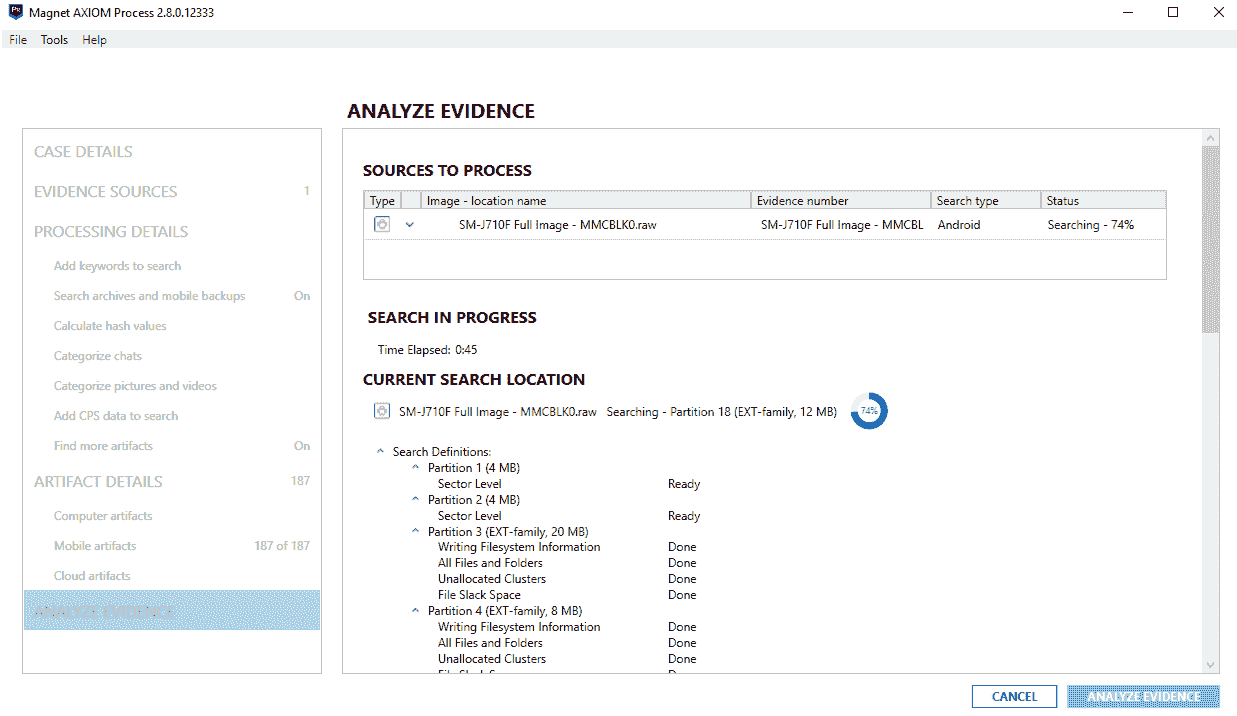 Magnet AXIOM Process 2.8.0.12333
File Tools Help
ANALYZE EVIDENCE
CASE DETAILS
EVIDENCE SOURCES 1
PROCESSING DETAILS
Add keywords to search
Search archives and mobile backups On
Calculate hash values
Categorize chats
Categorize pictures and videos
Add CPS data to search
Find more artifacts On
ARTIFACT DETAILS 187
Computer artifacts
Mobile artifacts 187 of 187
Cloud artifacts
ANALYZE EVIDENCE
SOURCES TO PROCESS
Type Image - location name Evidence number Search type Status
SM-J710F Full Image - MMCBLK0.raw SM-J710F Full Image - MMCBL Android Searching - 74%
SEARCH IN PROGRESS
Time Elapsed: 0:45
CURRENT SEARCH LOCATION
SM-J710F Full Image - MMCBLK0.raw Searching - Partition 18 (EXT-family, 12 MB) 74%
Search Definitions:
Partition 1 (4 MB)
Sector Level Ready
Partition 2 (4 MB)
Sector Level Ready
Partition 3 (EXT-family, 20 MB)
Writing Filesystem Information Done
All Files and Folders Done
Unallocated Clusters Done
File Slack Space Done
Partition 4 (EXT-family, 8 MB)
Writing Filesystem Information Done
All Files and Folders Done
Unallocated Clusters Done
CANCEL ANALYZE EVIDENCE